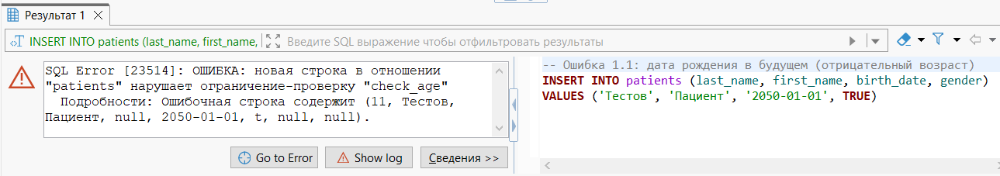 Результат 1
INSERT INTO patients (last_name, first_name,
Введите SQL выражение чтобы отфильтровать результаты
SQL Error [23514]: ОШИБКА: новая строка в отношении
"patients" нарушает ограничение-проверку "check_age"
Подробности: Ошибочная строка содержит (11, Тестов,
Пациент, null, 2050-01-01, t, null, null).
Go to Error
Show log
Сведения >>
-- Ошибка 1.1: дата рождения в будущем (отрицательный возраст)
INSERT INTO patients (last_name, first_name, birth_date, gender)
VALUES ('Тестов', 'Пациент', '2050-01-01', TRUE)